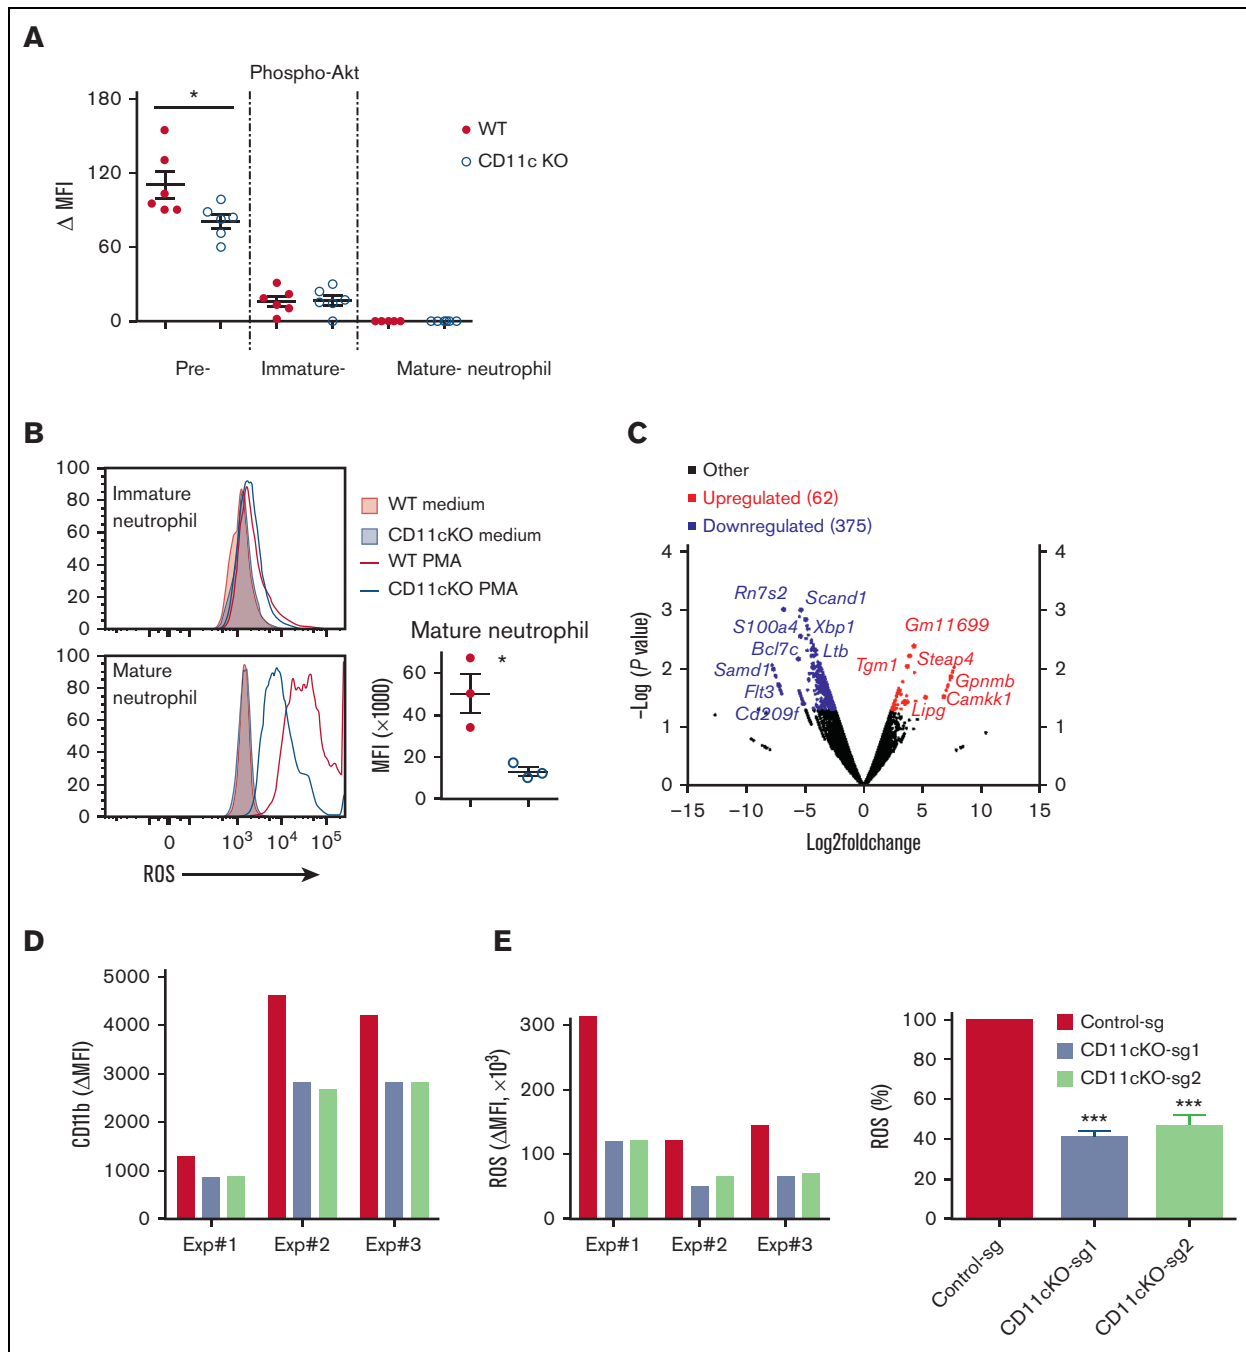 A
Phospho-Akt
180
120
60
0
Δ MFI
*
WT
CD11c KO
Pre-
Immature-
Mature- neutrophil
B
100
80
60
40
20
0
Immature
neutrophil
100
80
60
40
20
0
Mature
neutrophil
0
10³
10⁴
10⁵
ROS
WT medium
CD11cKO medium
WT PMA
CD11cKO PMA
Mature neutrophil
*
60
40
20
0
MFI (×1000)
C
Other
Upregulated (62)
Downregulated (375)
4
3
2
1
0
–Log (P value)
4
3
2
1
0
Rn7s2
Scand1
S100a4
Xbp1
Bcl7c
Ltb
Samd1
Flt3
Cd209f
Gm11699
Tgm1
Steap4
Gpnmb
Camkk1
Lipg
–15
–10
–5
0
5
10
15
Log2foldchange
D
5000
4000
3000
2000
1000
0
CD11b (ΔMFI)
Exp#1
Exp#2
Exp#3
E
300
200
100
0
ROS (ΔMFI, ×10³)
Exp#1
Exp#2
Exp#3
100
80
60
40
20
0
ROS (%)
Control-sg
CD11cKO-sg1
CD11cKO-sg2
***
***
Control-sg
CD11cKO-sg1
CD11cKO-sg2